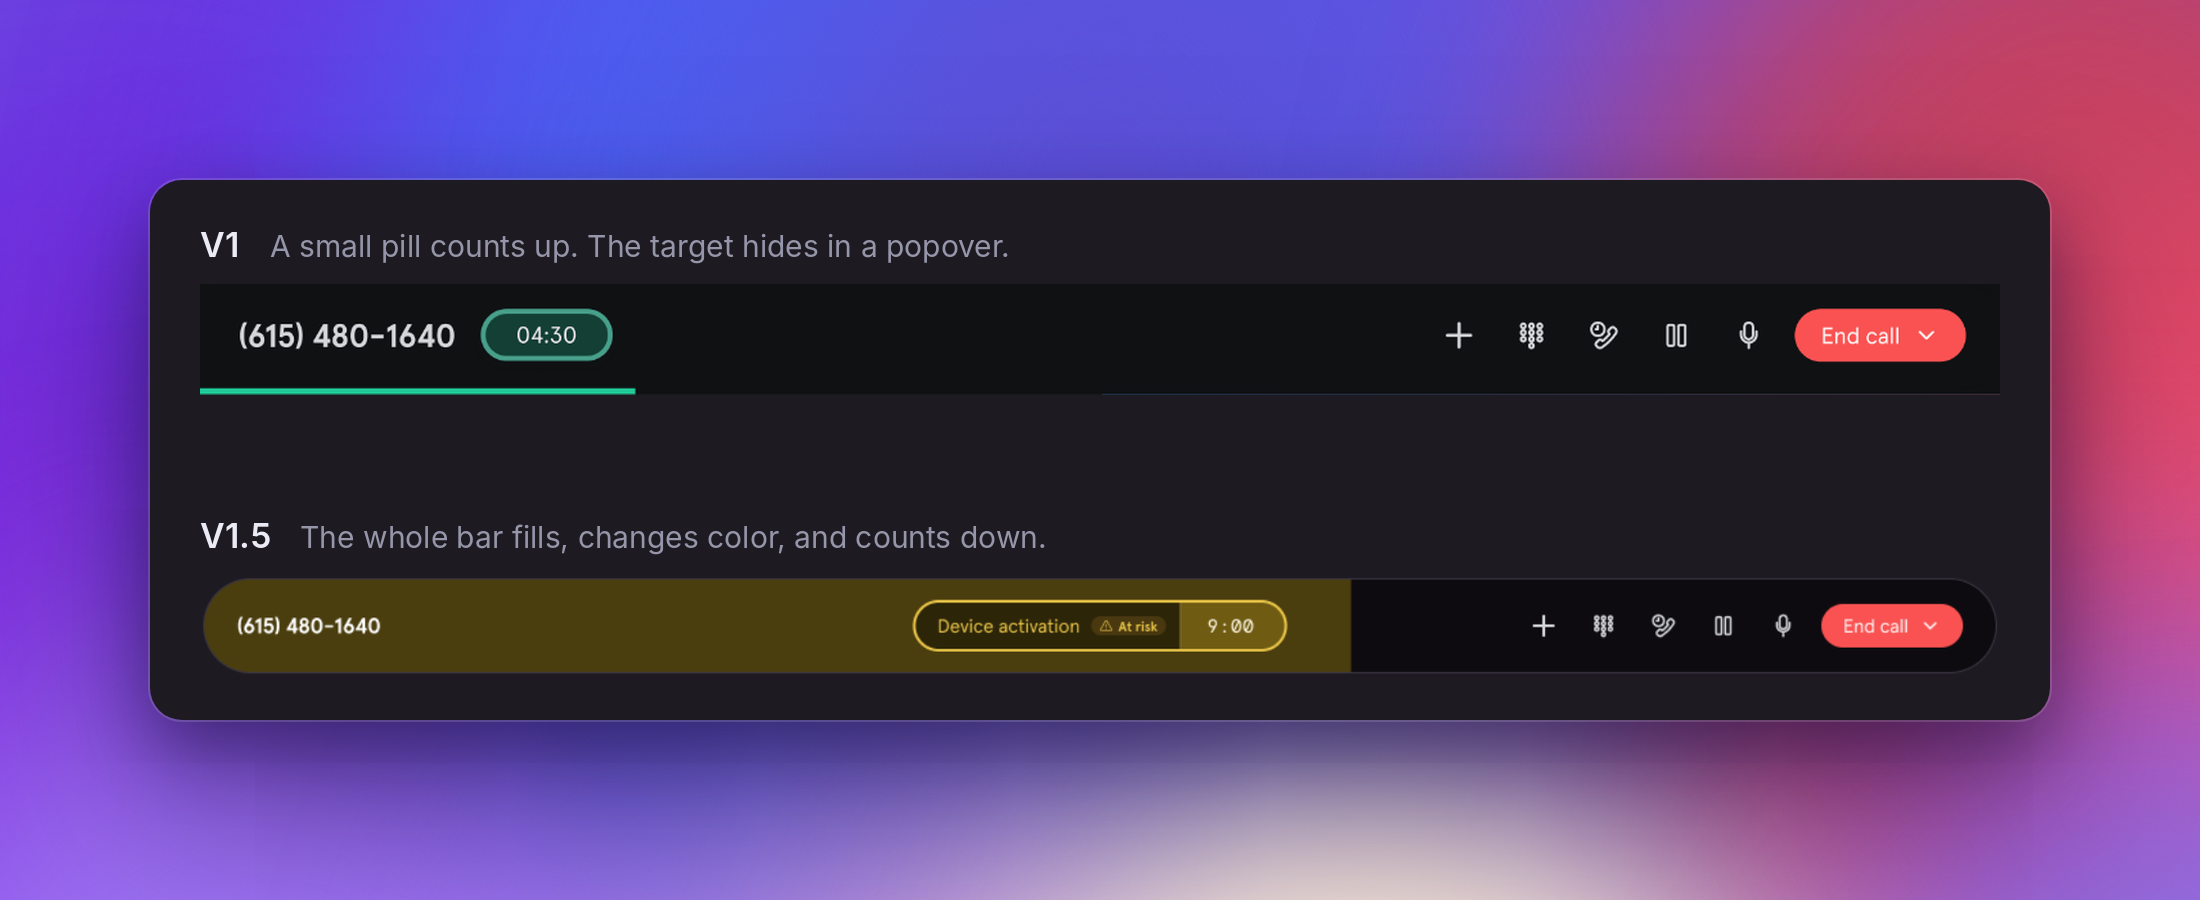 V1 A small pill counts up. The target hides in a popover.
(615) 480-1640 04:30 End call
V1.5 The whole bar fills, changes color, and counts down.
(615) 480-1640 Device activation At risk 9:00 End call